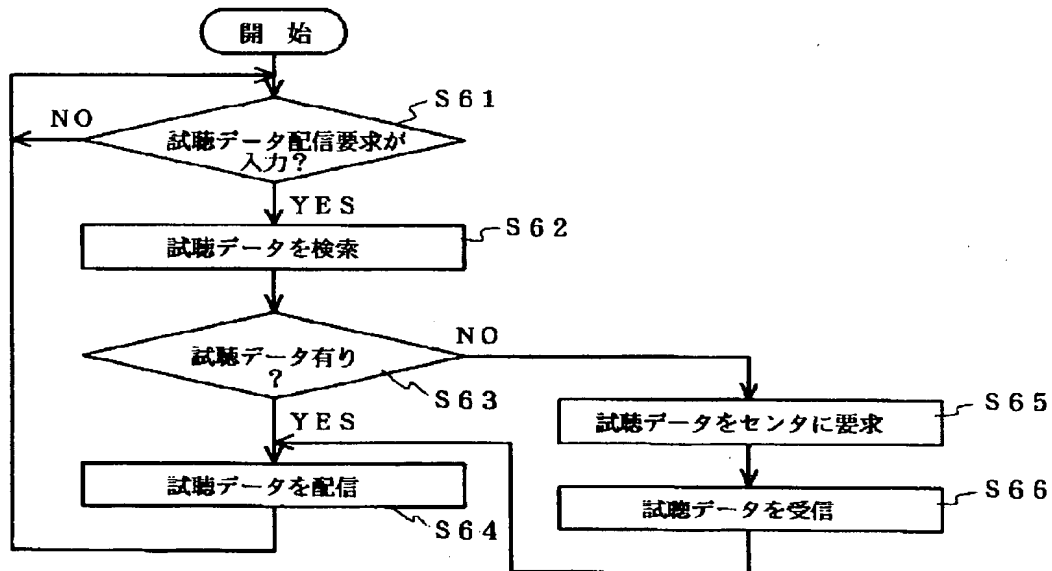 開 始
S61
NO
試聴データ配信要求が
入力?
YES
S62
試聴データを検索
NO
試聴データ有り
?
S63
YES
S65
試聴データをセンタに要求
試聴データを配信
S64
S66
試聴データを受信